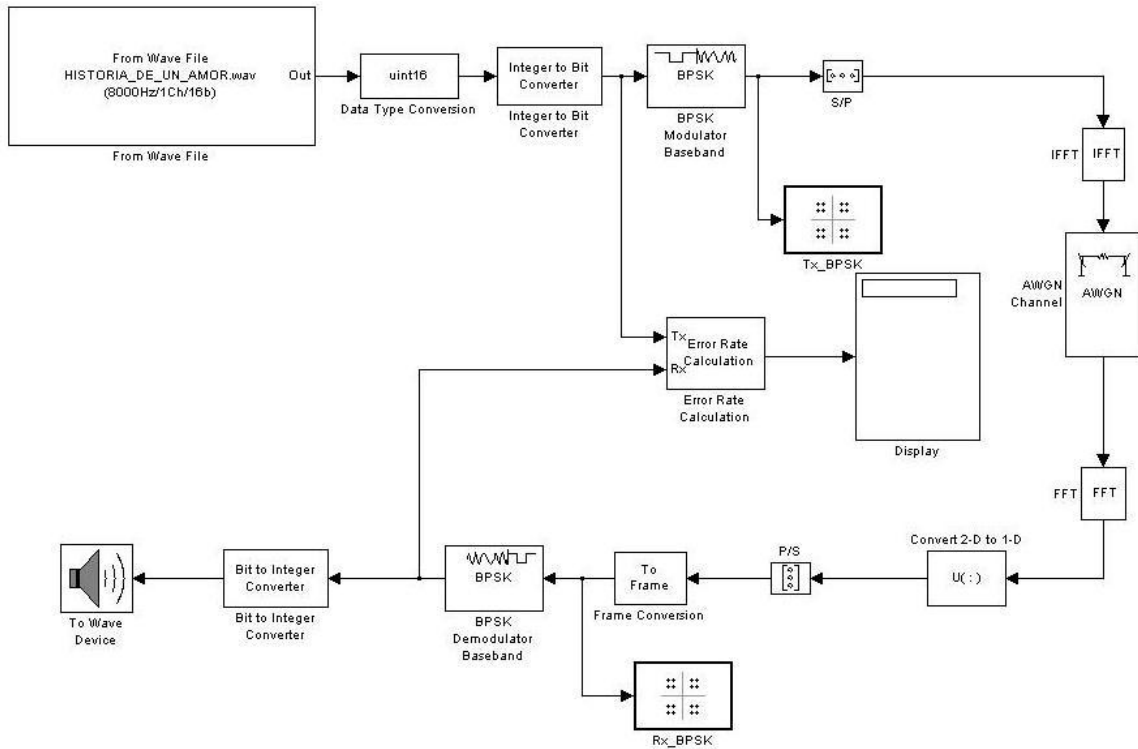 From Wave File
HISTORIA_DE_UN_AMOR.wav
(8000Hz/1Ch/16b)
Out
From Wave File
uint16
Data Type Conversion
Integer to Bit
Converter
Integer to Bit
Converter
BPSK
BPSK
Modulator
Baseband
S/P
IFFT
IFFT
Tx_BPSK
AWGN
Channel
AWGN
Tx
Rx
Error Rate
Calculation
Error Rate
Calculation
Display
FFT
FFT
Convert 2-D to 1-D
U( : )
P/S
To
Frame
Frame Conversion
BPSK
BPSK
Demodulator
Baseband
Bit to Integer
Converter
Bit to Integer
Converter
To Wave
Device
Rx_BPSK